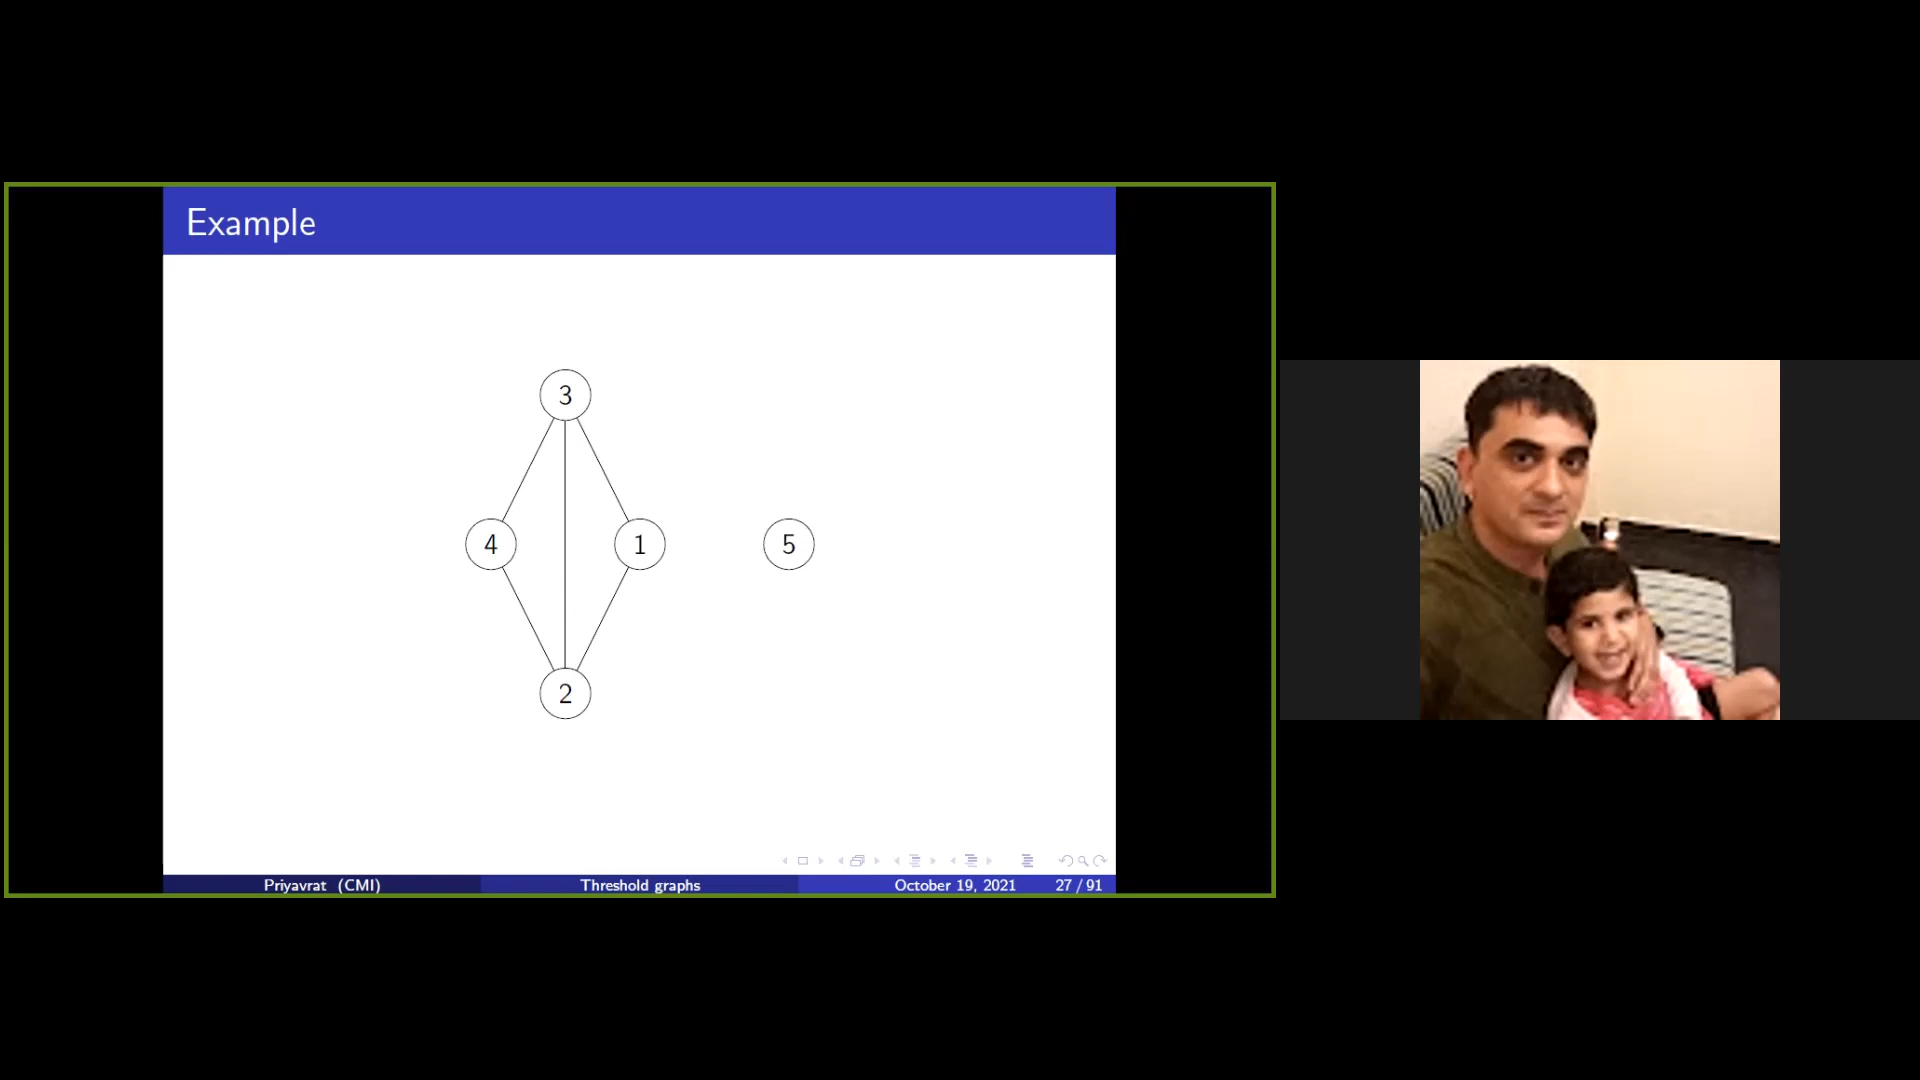 Example
3
4
1
5
2
Priyavrat (CMI)
Threshold graphs
October 19, 2021
27 / 91